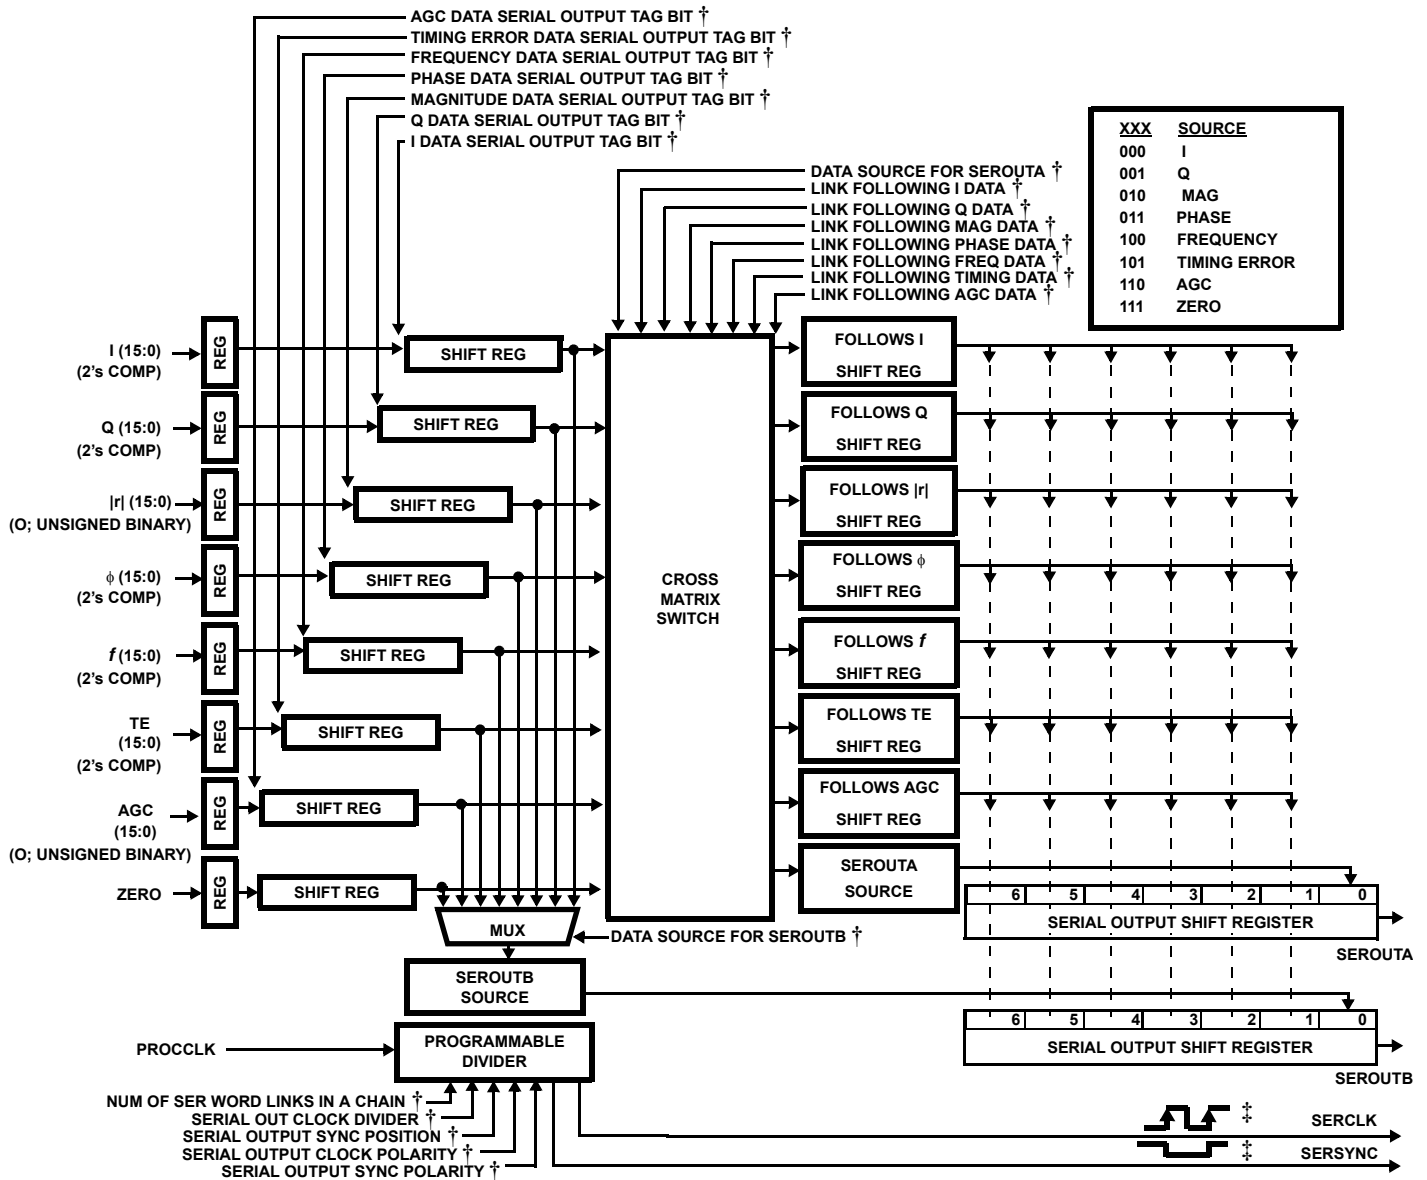 AGC DATA SERIAL OUTPUT TAG BIT †
TIMING ERROR DATA SERIAL OUTPUT TAG BIT †
FREQUENCY DATA SERIAL OUTPUT TAG BIT †
PHASE DATA SERIAL OUTPUT TAG BIT †
MAGNITUDE DATA SERIAL OUTPUT TAG BIT †
Q DATA SERIAL OUTPUT TAG BIT †
I DATA SERIAL OUTPUT TAG BIT †
DATA SOURCE FOR SEROUTA †
LINK FOLLOWING I DATA †
LINK FOLLOWING Q DATA †
LINK FOLLOWING MAG DATA †
LINK FOLLOWING PHASE DATA †
LINK FOLLOWING FREQ DATA †
LINK FOLLOWING TIMING DATA †
LINK FOLLOWING AGC DATA †
XXX SOURCE
000 I
001 Q
010 MAG
011 PHASE
100 FREQUENCY
101 TIMING ERROR
110 AGC
111 ZERO
I (15:0)
(2's COMP)
REG
SHIFT REG
Q (15:0)
(2's COMP)
REG
SHIFT REG
|r| (15:0)
(O; UNSIGNED BINARY)
REG
SHIFT REG
ϕ (15:0)
(2's COMP)
REG
SHIFT REG
f (15:0)
(2's COMP)
REG
SHIFT REG
TE
(15:0)
(2's COMP)
REG
SHIFT REG
AGC
(15:0)
(O; UNSIGNED BINARY)
REG
SHIFT REG
ZERO
REG
SHIFT REG
CROSS
MATRIX
SWITCH
FOLLOWS I
SHIFT REG
FOLLOWS Q
SHIFT REG
FOLLOWS |r|
SHIFT REG
FOLLOWS ϕ
SHIFT REG
FOLLOWS f
SHIFT REG
FOLLOWS TE
SHIFT REG
FOLLOWS AGC
SHIFT REG
SEROUTA
SOURCE
6 5 4 3 2 1 0
SERIAL OUTPUT SHIFT REGISTER
SEROUTA
MUX
DATA SOURCE FOR SEROUTB †
SEROUTB
SOURCE
6 5 4 3 2 1 0
SERIAL OUTPUT SHIFT REGISTER
SEROUTB
PROCCLK
PROGRAMMABLE
DIVIDER
NUM OF SER WORD LINKS IN A CHAIN †
SERIAL OUT CLOCK DIVIDER †
SERIAL OUTPUT SYNC POSITION †
SERIAL OUTPUT CLOCK POLARITY †
SERIAL OUTPUT SYNC POLARITY †
‡ SERCLK
‡ SERSYNC